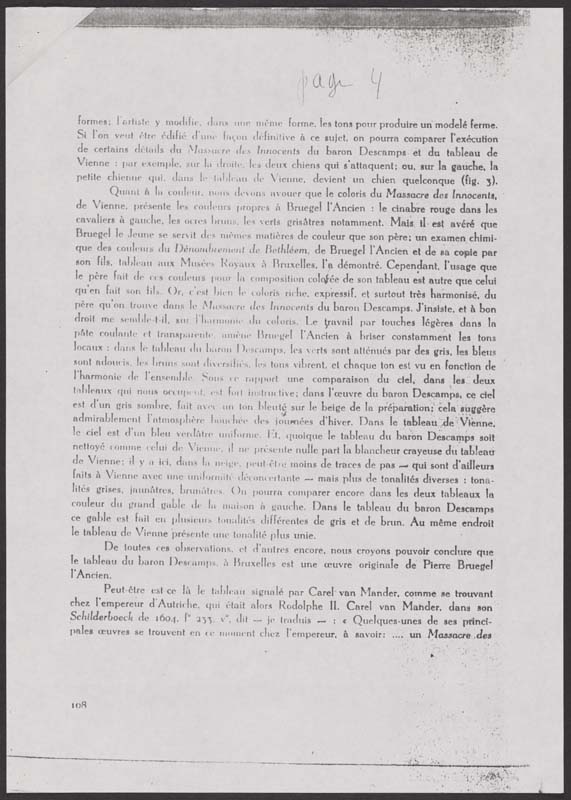 page 4
formes; l'artiste y modifie, dans une même forme, les tons pour produire un modelé ferme.
Si l'on veut être édifié d'une façon définitive à ce sujet, on pourra comparer l'exécution
de certains détails du Massacre des Innocents du baron Descamps et du tableau de
Vienne : par exemple, sur la droite, les deux chiens qui s'attaquent; ou, sur la gauche, la
petite chienne qui, dans le tableau de Vienne, devient un chien quelconque (fig. 3).
Quant à la couleur, nous devons avouer que le coloris du Massacre des Innocents,
de Vienne, présente les couleurs propres à Bruegel l'Ancien : le cinabre rouge dans les
cavaliers à gauche, les ocres bruns, les verts grisâtres notamment. Mais il est avéré que
Bruegel le Jeune se servit des mêmes matières de couleur que son père; un examen chimi-
que des couleurs du Dénombrement de Bethléem, de Bruegel l'Ancien et de sa copie par
son fils, tableau aux Musées Royaux à Bruxelles, l'a démontré. Cependant, l'usage que
le père fait de ces couleurs pour la composition colorée de son tableau est autre que celui
qu'en fait son fils. Or, c'est bien le coloris riche, expressif, et surtout très harmonisé, du
père qu'on trouve dans le Massacre des Innocents du baron Descamps. J'insiste, et à bon
droit me semble-t-il, sur l'harmonie du coloris. Le travail par touches légères dans la
pâte coulante et transparente, amène Bruegel l'Ancien à briser constamment les tons
locaux : dans le tableau du baron Descamps, les verts sont atténués par des gris, les bleus
sont adoucis, les bruns sont diversifiés, les tons vibrent, et chaque ton est vu en fonction de
l'harmonie de l'ensemble. Sous ce rapport une comparaison du ciel, dans les deux
tableaux qui nous occupent, est fort instructive; dans l'œuvre du baron Descamps, ce ciel
est d'un gris sombre, fait avec un ton bleuté sur le beige de la préparation; cela suggère
admirablement l'atmosphère bouchée des journées d'hiver. Dans le tableau de Vienne,
le ciel est d'un bleu verdâtre uniforme. Et, quoique le tableau du baron Descamps soit
nettoyé comme celui de Vienne, il ne présente nulle part la blancheur crayeuse du tableau
de Vienne; il y a ici, dans la neige, peut-être moins de traces de pas — qui sont d'ailleurs
faits à Vienne avec une uniformité déconcertante — mais plus de tonalités diverses : tona-
lités grises, jaunâtres, brunâtres. On pourra comparer encore dans les deux tableaux la
couleur du grand gable de la maison à gauche. Dans le tableau du baron Descamps
ce gable est fait en plusieurs tonalités différentes de gris et de brun. Au même endroit
le tableau de Vienne présente une tonalité plus unie.
De toutes ces observations, et d'autres encore, nous croyons pouvoir conclure que
le tableau du baron Descamps, à Bruxelles est une œuvre originale de Pierre Bruegel
l'Ancien.
Peut-être est-ce là le tableau signalé par Carel van Mander, comme se trouvant
chez l'empereur d'Autriche, qui était alors Rodolphe II. Carel van Mander, dans son
Schilderboeck de 1604, f° 233, v°, dit — je traduis — : « Quelques-unes de ses princi-
pales œuvres se trouvent en ce moment chez l'empereur, à savoir: .... un Massacre des
108